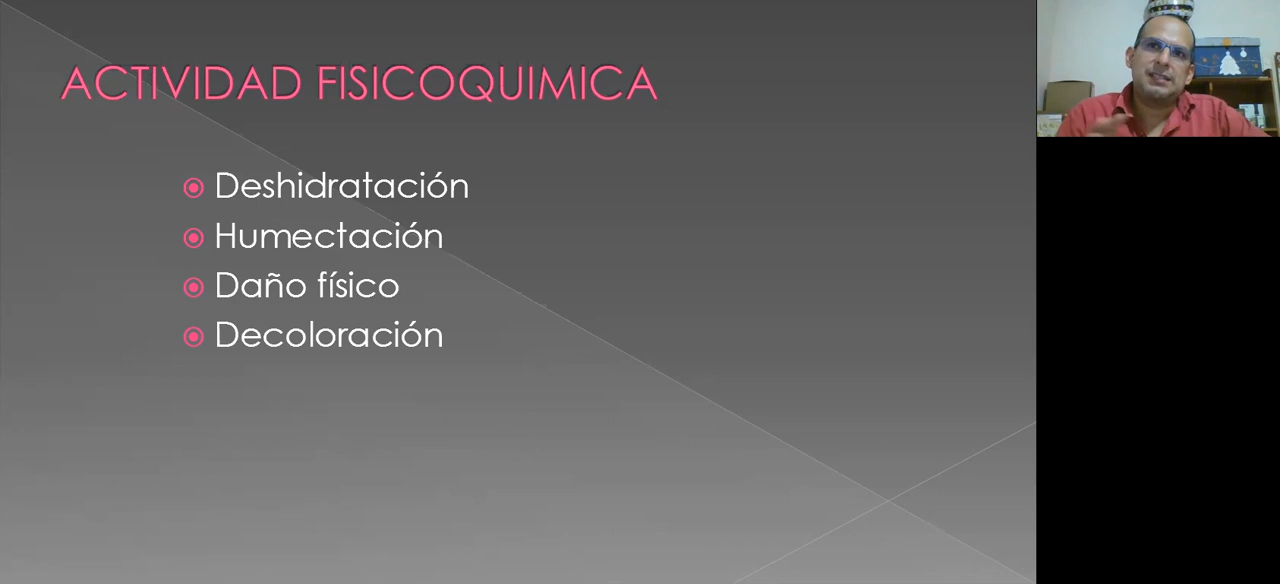 ACTIVIDAD FISICOQUIMICA
Deshidratación
Humectación
Daño físico
Decoloración